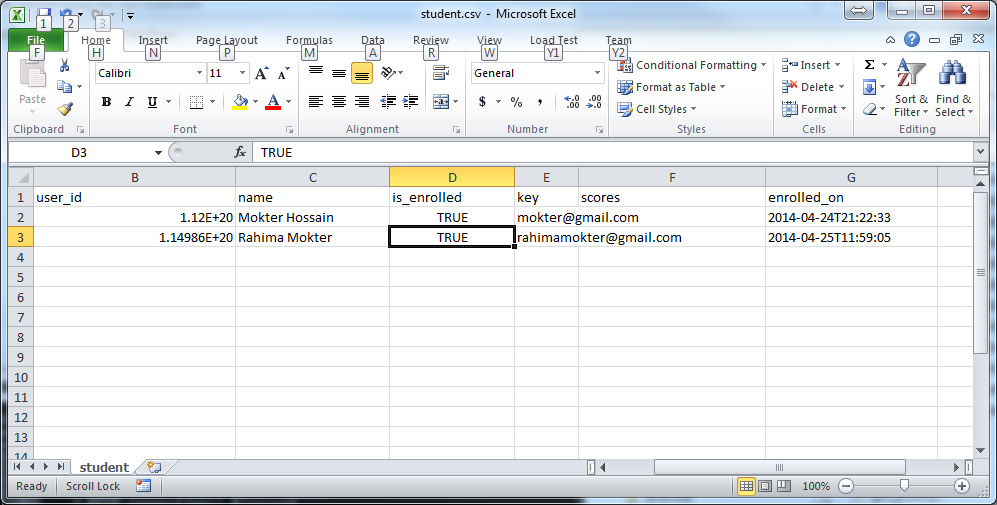 student.csv - Microsoft Excel
1 2 3
File Home Insert Page Layout Formulas Data Review View Load Test Team
F H N P M A R W Y1 Y2
Paste
Clipboard
Calibri 11
B I U
Font
Alignment
General
$ % ,
Number
Conditional Formatting
Format as Table
Cell Styles
Styles
Insert
Delete
Format
Cells
Σ
Sort & Filter
Find & Select
Editing
D3 fx TRUE
B C D E F G
1 user_id name is_enrolled key scores enrolled_on
2 1.12E+20 Mokter Hossain TRUE mokter@gmail.com 2014-04-24T21:22:33
3 1.14986E+20 Rahima Mokter TRUE rahimamokter@gmail.com 2014-04-25T11:59:05
4
5
6
7
8
9
10
11
12
13
14
student
Ready Scroll Lock 100%